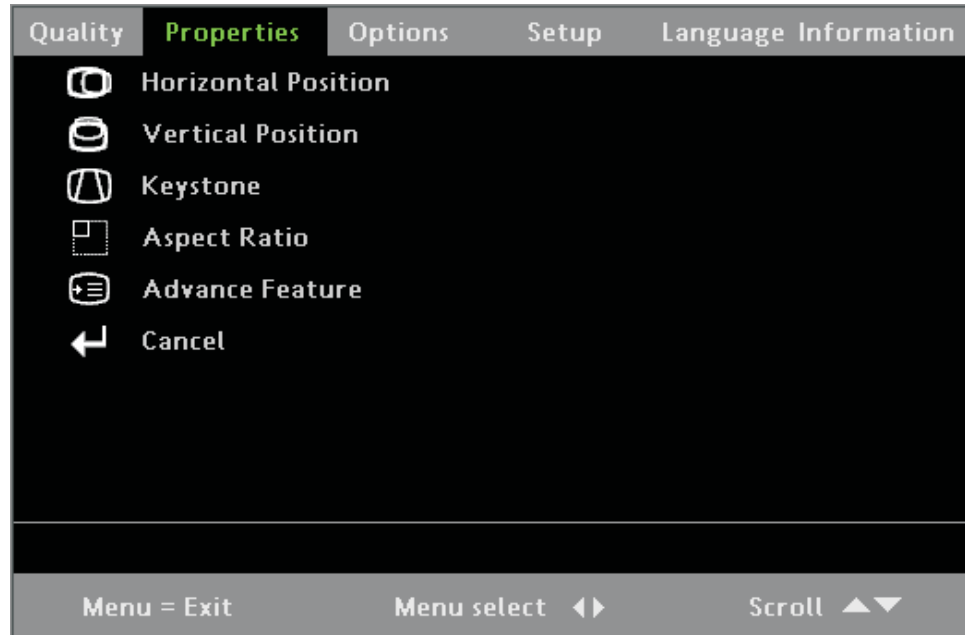 Quality Properties Options Setup Language Information
Horizontal Position
Vertical Position
Keystone
Aspect Ratio
Advance Feature
Cancel
Menu = Exit Menu select Scroll